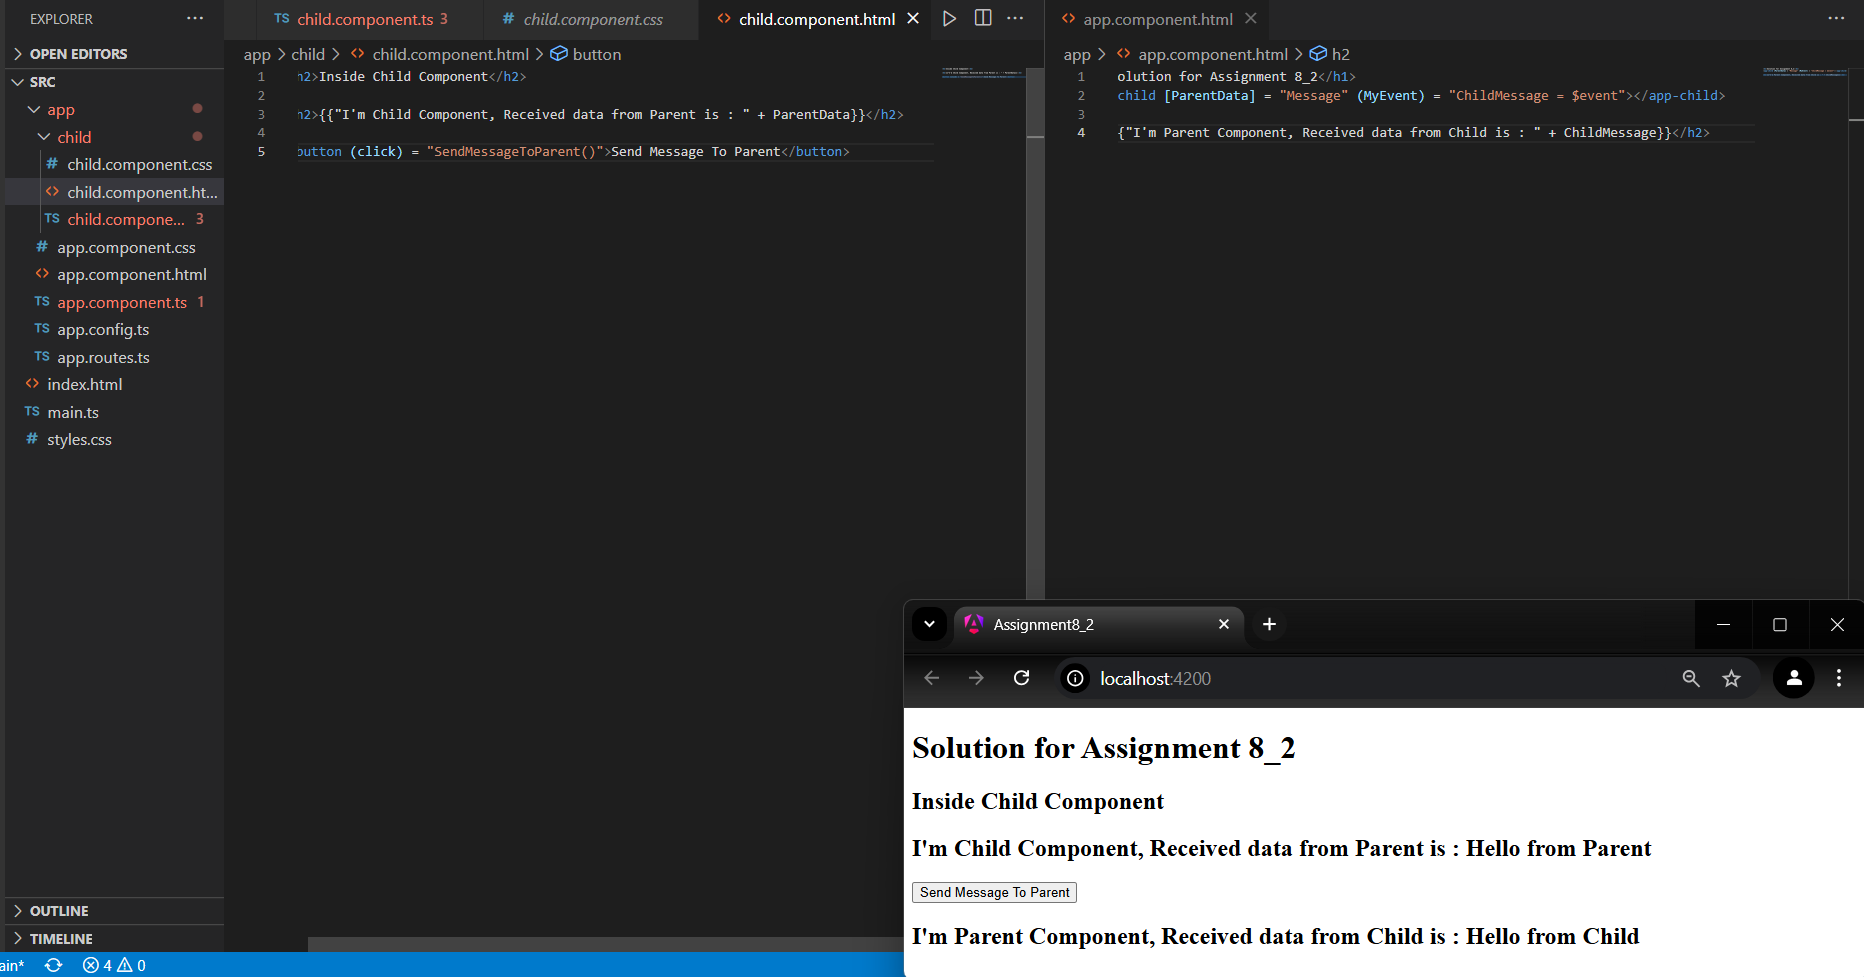 EXPLORER
OPEN EDITORS
SRC
app
child
child.component.css
child.component.ht...
child.compone... 3
app.component.css
app.component.html
app.component.ts 1
app.config.ts
app.routes.ts
index.html
main.ts
styles.css
OUTLINE
TIMELINE
ain* 4 0
child.component.ts 3 child.component.css child.component.html
app > child > child.component.html > button
1 h2>Inside Child Component</h2>
2
3 h2>{{"I'm Child Component, Received data from Parent is : " + ParentData}}</h2>
4
5 button (click) = "SendMessageToParent()">Send Message To Parent</button>
app.component.html
app > app.component.html > h2
1 olution for Assignment 8_2</h1>
2 child [ParentData] = "Message" (MyEvent) = "ChildMessage = $event"></app-child>
3
4 {"I'm Parent Component, Received data from Child is : " + ChildMessage}}</h2>
Assignment8_2
localhost:4200
Solution for Assignment 8_2
Inside Child Component
I'm Child Component, Received data from Parent is : Hello from Parent
Send Message To Parent
I'm Parent Component, Received data from Child is : Hello from Child